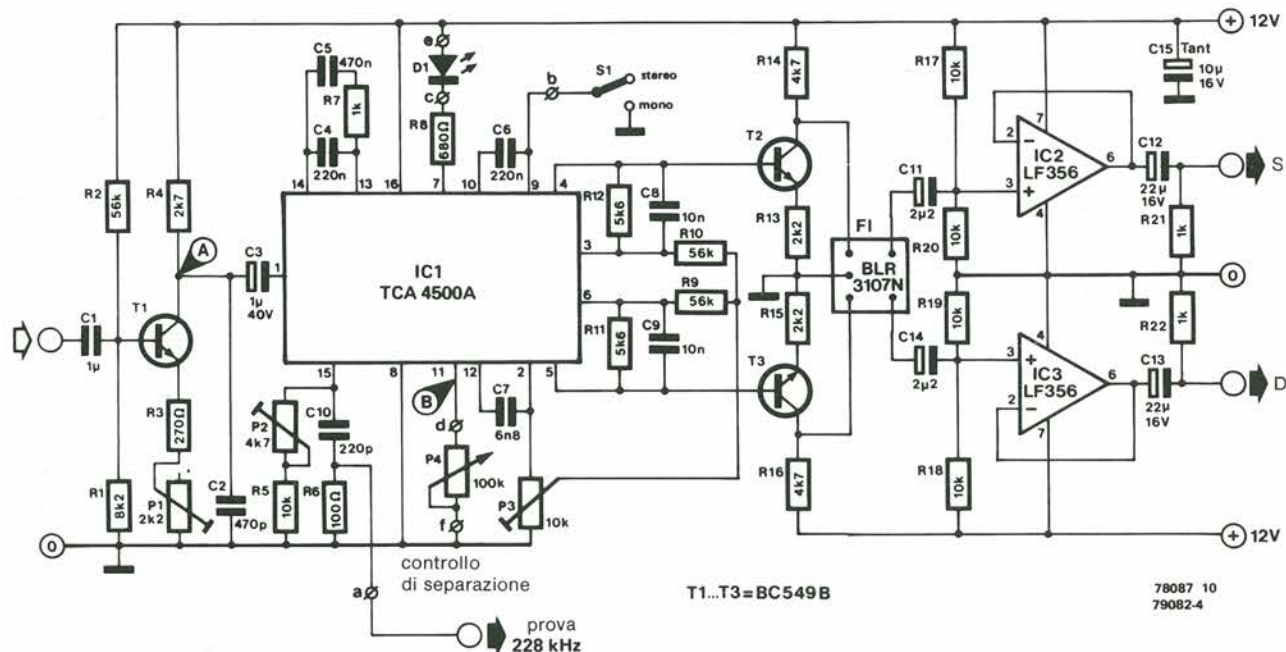 12V
C5
470n
R7
1k
C4
220n
e
D1
c
R8
680Ω
b
S1
stereo
mono
C6
220n
R14
4k7
R17
10k
C15 Tant
10µ
16V
14
13
16
7
10
9
4
R2
56k
R4
2k7
A
C3
1µ
40V
1
IC1
TCA 4500A
R12
5k6
C8
10n
3
R10
56k
R9
56k
6
R11
5k6
C9
10n
5
T2
R13
2k2
R15
2k2
T3
FI
BLR
3107N
C11
2µ2
C14
2µ2
R20
10k
R19
10k
7
2
IC2
LF356
6
3
4
C12
22µ
16V
R21
1k
S
0
R22
1k
4
3
IC3
LF356
6
2
7
C13
22µ
16V
D
C1
1µ
T1
R3
270Ω
R1
8k2
P1
2k2
C2
470p
15
8
11
12
2
P2
4k7
C10
220p
R5
10k
R6
100Ω
B
d
C7
6n8
P4
100k
f
P3
10k
R16
4k7
R18
10k
0
12V
controllo
di separazione
a
prova
228 kHz
T1...T3=BC549B
78087 10
79082-4